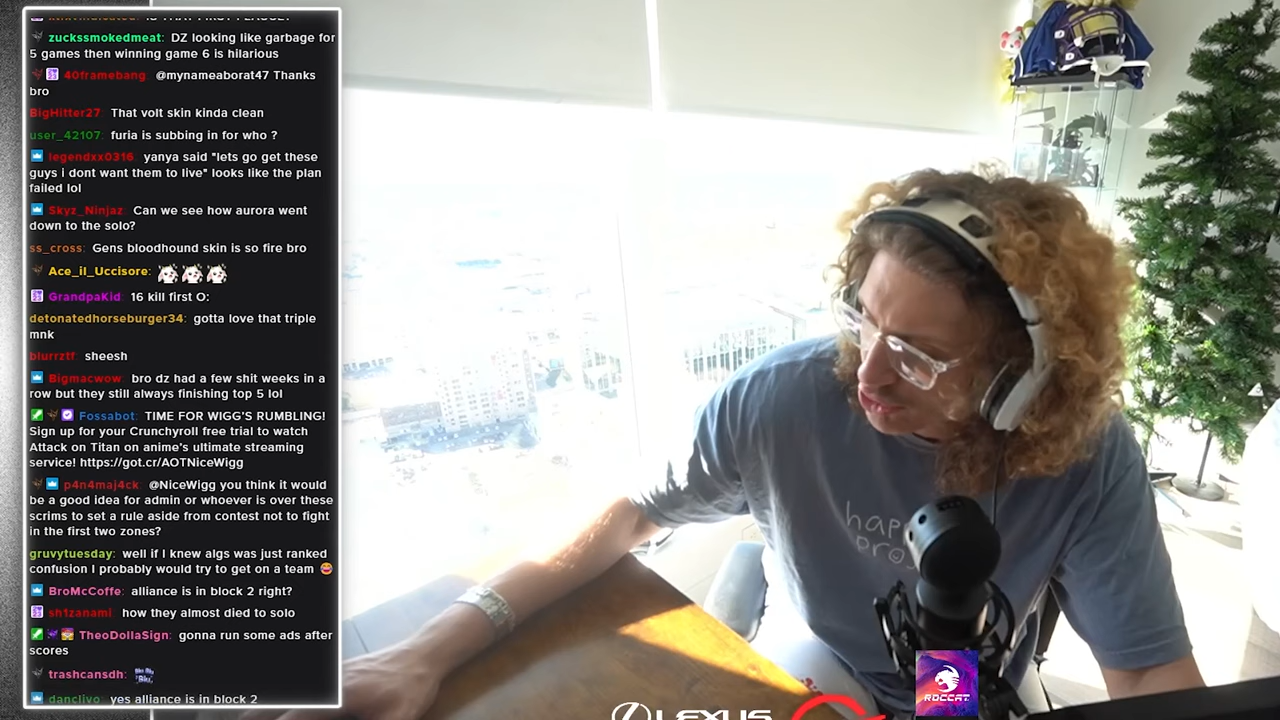 zuckssmokedmeat: DZ looking like garbage for
5 games then winning game 6 is hilarious
40framebang: @mynameaborat47 Thanks
bro
BigHitter27: That volt skin kinda clean
user_42107: furia is subbing in for who ?
legendxx0316: yanya said "lets go get these
guys i dont want them to live" looks like the plan
failed lol
Skyz_Ninjaz: Can we see how aurora went
down to the solo?
ss_cross: Gens bloodhound skin is so fire bro
Ace_il_Uccisore:
GrandpaKid: 16 kill first O:
detonatedhorseburger34: gotta love that triple
mnk
blurrztf: sheesh
Bigmacwow: bro dz had a few shit weeks in a
row but they still always finishing top 5 lol
Fossabot: TIME FOR WIGG'S RUMBLING!
Sign up for your Crunchyroll free trial to watch
Attack on Titan on anime's ultimate streaming
service! https://got.cr/AOTNiceWigg
p4n4maj4ck: @NiceWigg you think it would
be a good idea for admin or whoever is over these
scrims to set a rule aside from contest not to fight
in the first two zones?
gruvytuesday: well if I knew algs was just ranked
confusion I probably would try to get on a team
BroMcCoffe: alliance is in block 2 right?
sh1zanami: how they almost died to solo
TheoDollaSign: gonna run some ads after
scores
trashcansdh:
danclivo: yes alliance is in block 2
LEXUS
ROCCAT